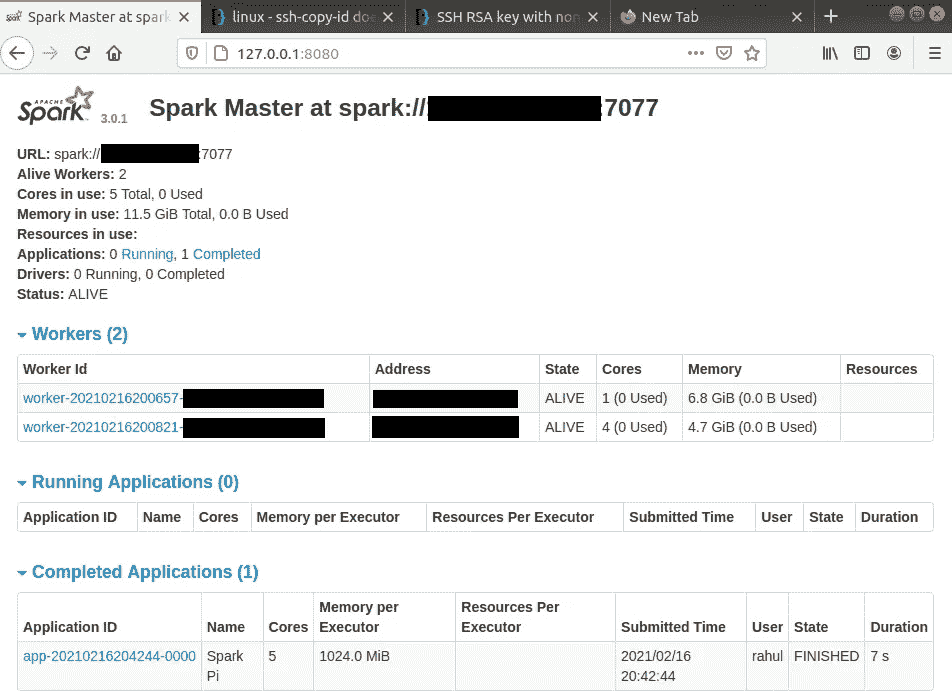 Spark Master at spark
linux - ssh-copy-id doe
SSH RSA key with non
New Tab
127.0.0.1:8080
APACHE Spark 3.0.1 Spark Master at spark:// :7077
URL: spark:// :7077
Alive Workers: 2
Cores in use: 5 Total, 0 Used
Memory in use: 11.5 GiB Total, 0.0 B Used
Resources in use:
Applications: 0 Running, 1 Completed
Drivers: 0 Running, 0 Completed
Status: ALIVE
Workers (2)
Worker Id Address State Cores Memory Resources
worker-20210216200657- ALIVE 1 (0 Used) 6.8 GiB (0.0 B Used)
worker-20210216200821- ALIVE 4 (0 Used) 4.7 GiB (0.0 B Used)
Running Applications (0)
Application ID Name Cores Memory per Executor Resources Per Executor Submitted Time User State Duration
Completed Applications (1)
Memory per Resources Per
Application ID Name Cores Executor Executor Submitted Time User State Duration
app-20210216204244-0000 Spark 5 1024.0 MiB 2021/02/16 rahul FINISHED 7 s
Pi 20:42:44